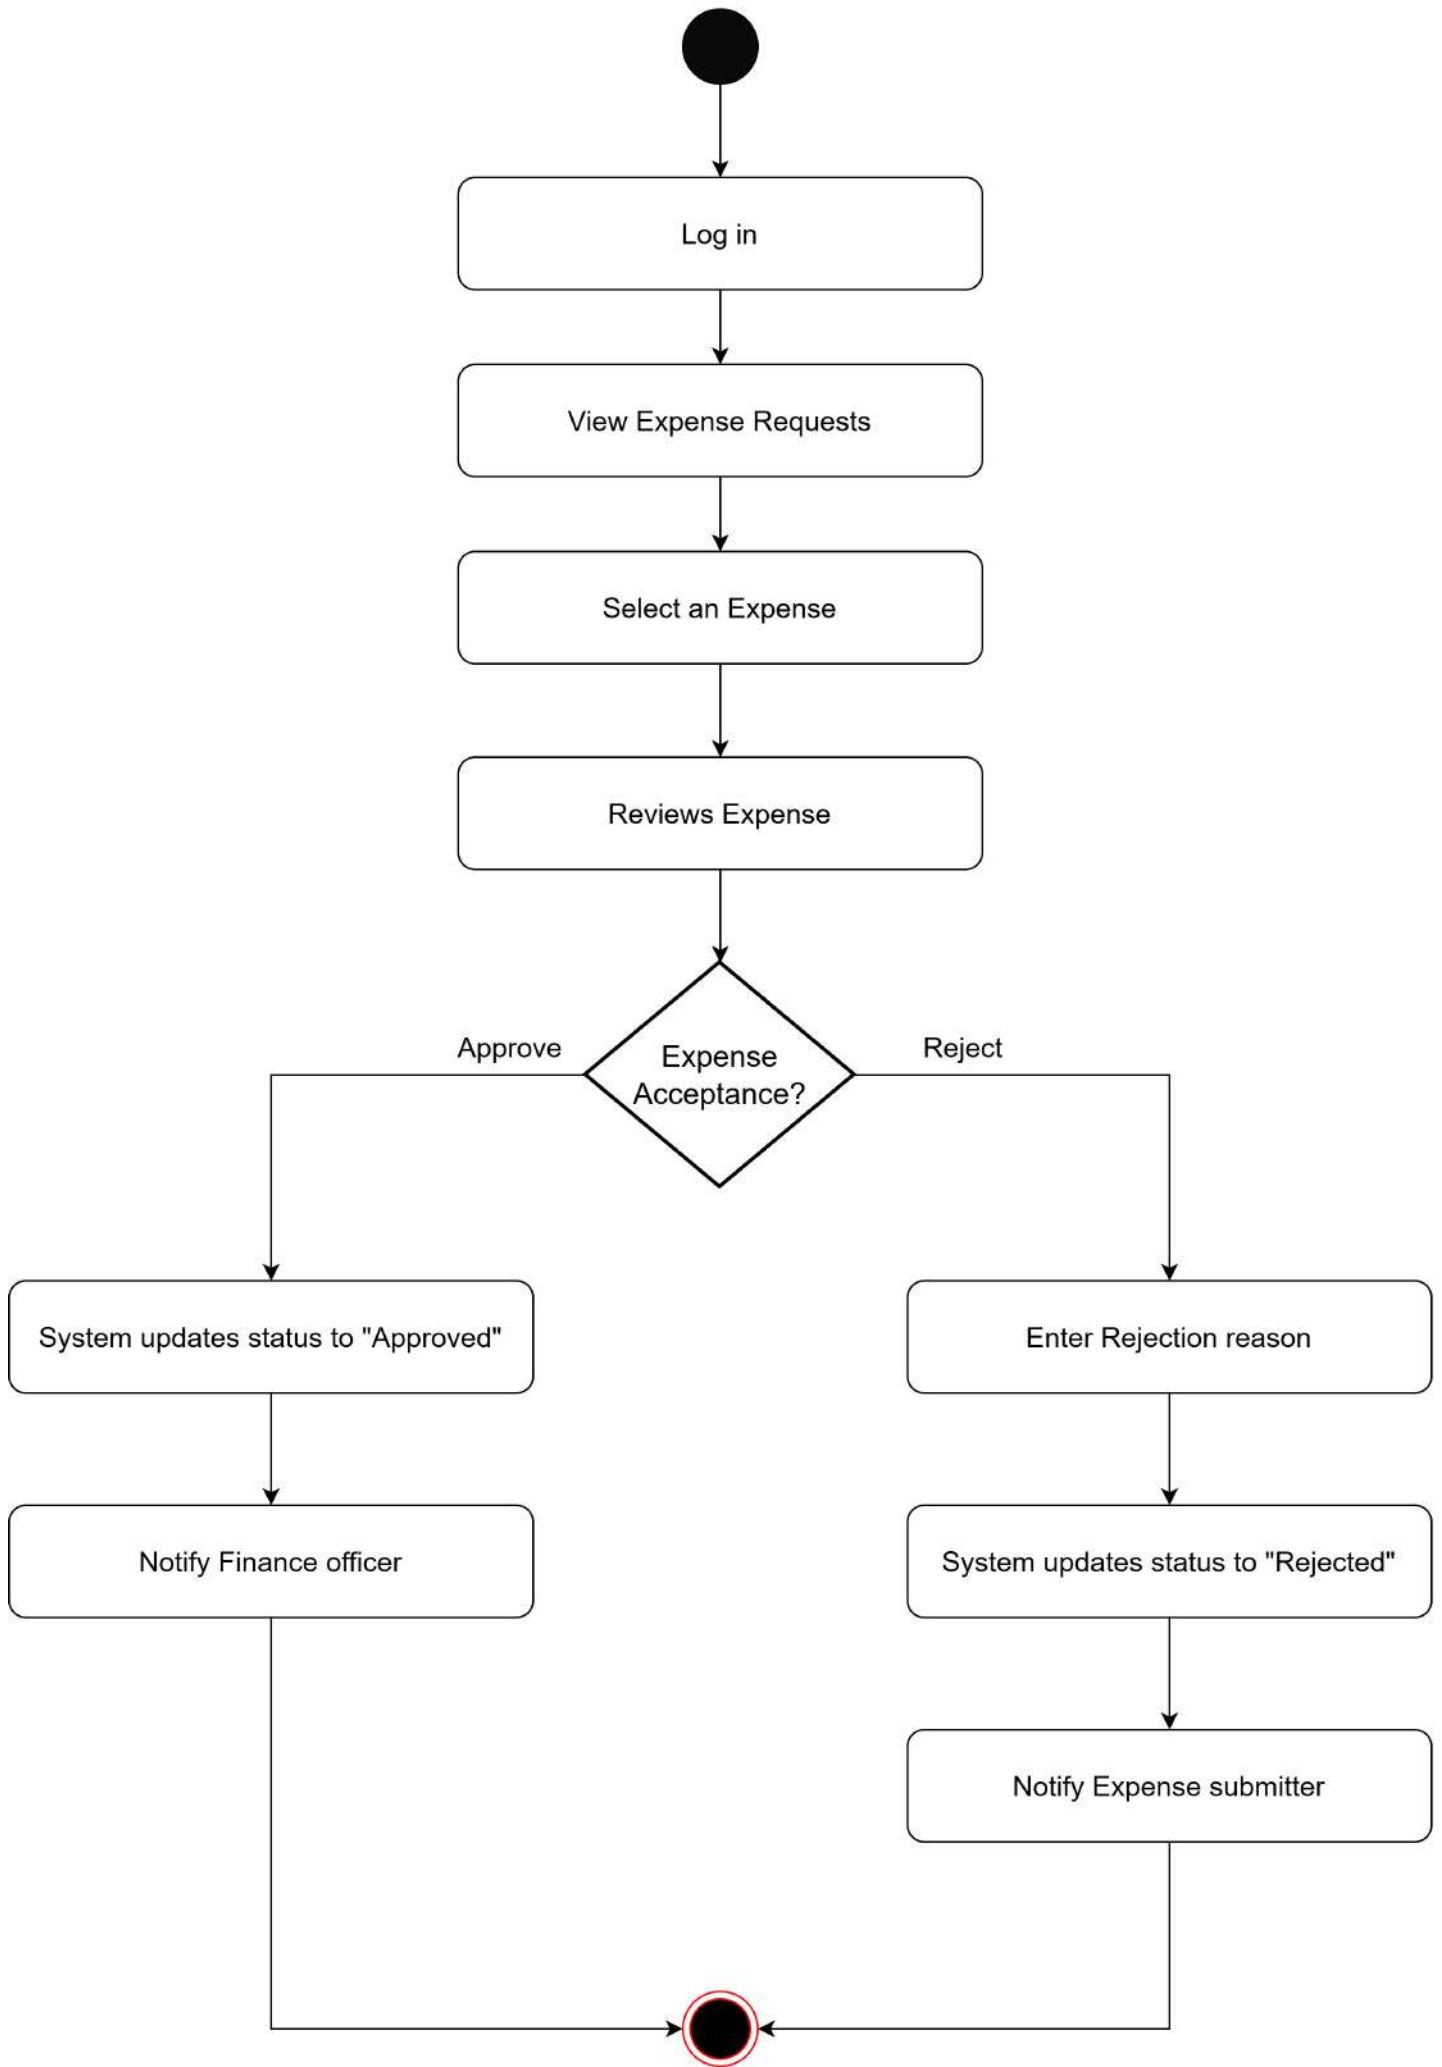 Log in
View Expense Requests
Select an Expense
Reviews Expense
Approve
Expense
Acceptance?
Reject
System updates status to "Approved"
Enter Rejection reason
Notify Finance officer
System updates status to "Rejected"
Notify Expense submitter